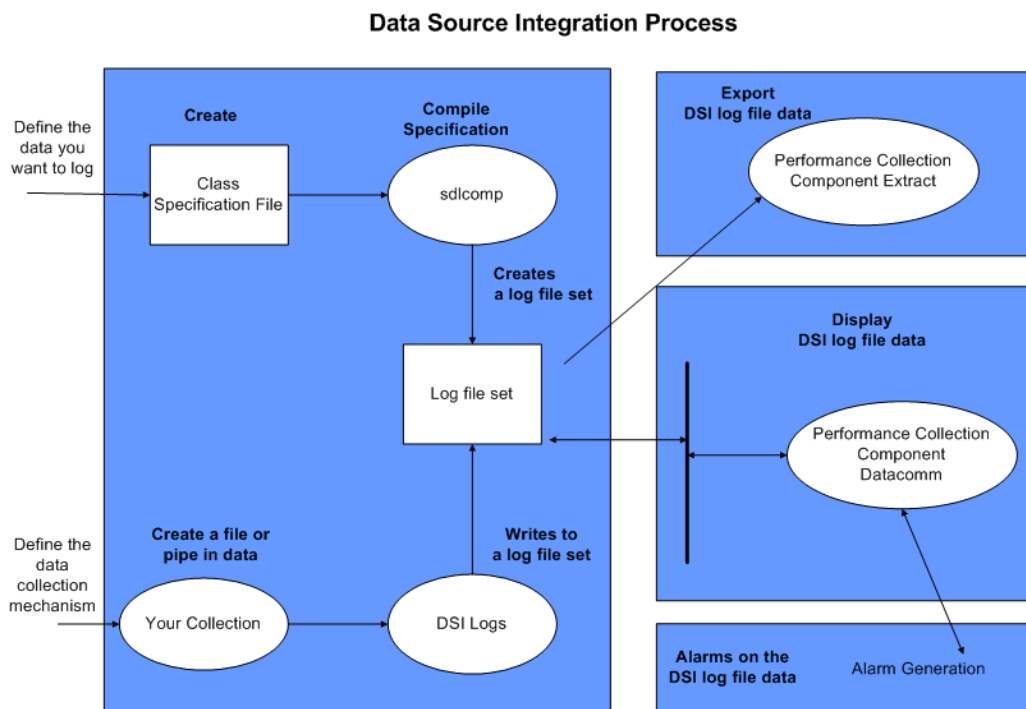 Data Source Integration Process
Define the
data you
want to log
Create
Class
Specification File
Compile
Specification
sdlcomp
Creates
a log file set
Log file set
Define the
data
collection
mechanism
Create a file or
pipe in data
Your Collection
Writes to
a log file set
DSI Logs
Export
DSI log file data
Performance Collection
Component Extract
Display
DSI log file data
Performance Collection
Component
Datacomm
Alarms on the
DSI log file data
Alarm Generation